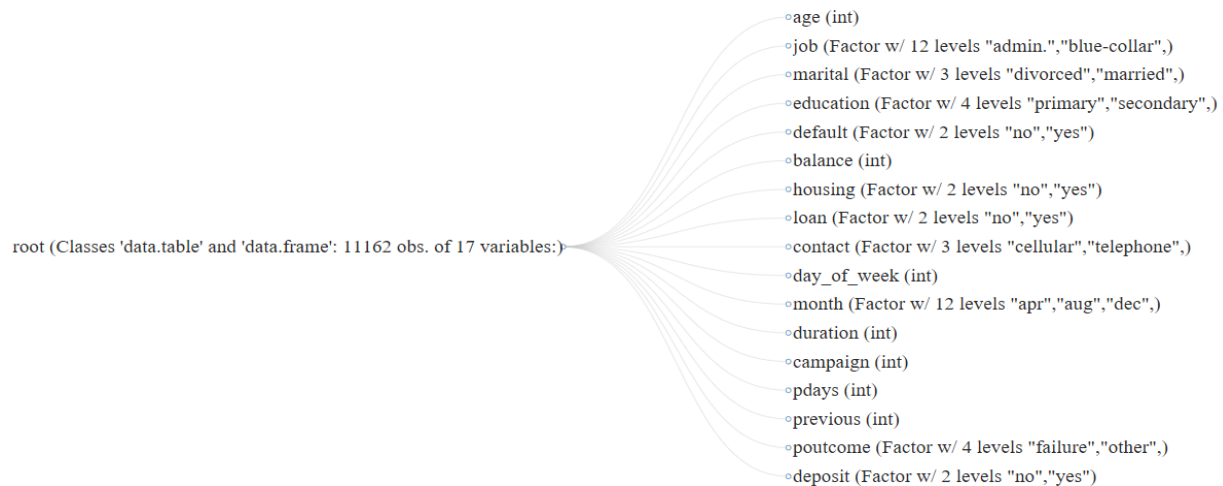 age (int)
job (Factor w/ 12 levels "admin.","blue-collar",)
marital (Factor w/ 3 levels "divorced","married",)
education (Factor w/ 4 levels "primary","secondary",)
default (Factor w/ 2 levels "no","yes")
balance (int)
housing (Factor w/ 2 levels "no","yes")
loan (Factor w/ 2 levels "no","yes")
root (Classes 'data.table' and 'data.frame': 11162 obs. of 17 variables:)
contact (Factor w/ 3 levels "cellular","telephone",)
day_of_week (int)
month (Factor w/ 12 levels "apr","aug","dec",)
duration (int)
campaign (int)
pdays (int)
previous (int)
poutcome (Factor w/ 4 levels "failure","other",)
deposit (Factor w/ 2 levels "no","yes")